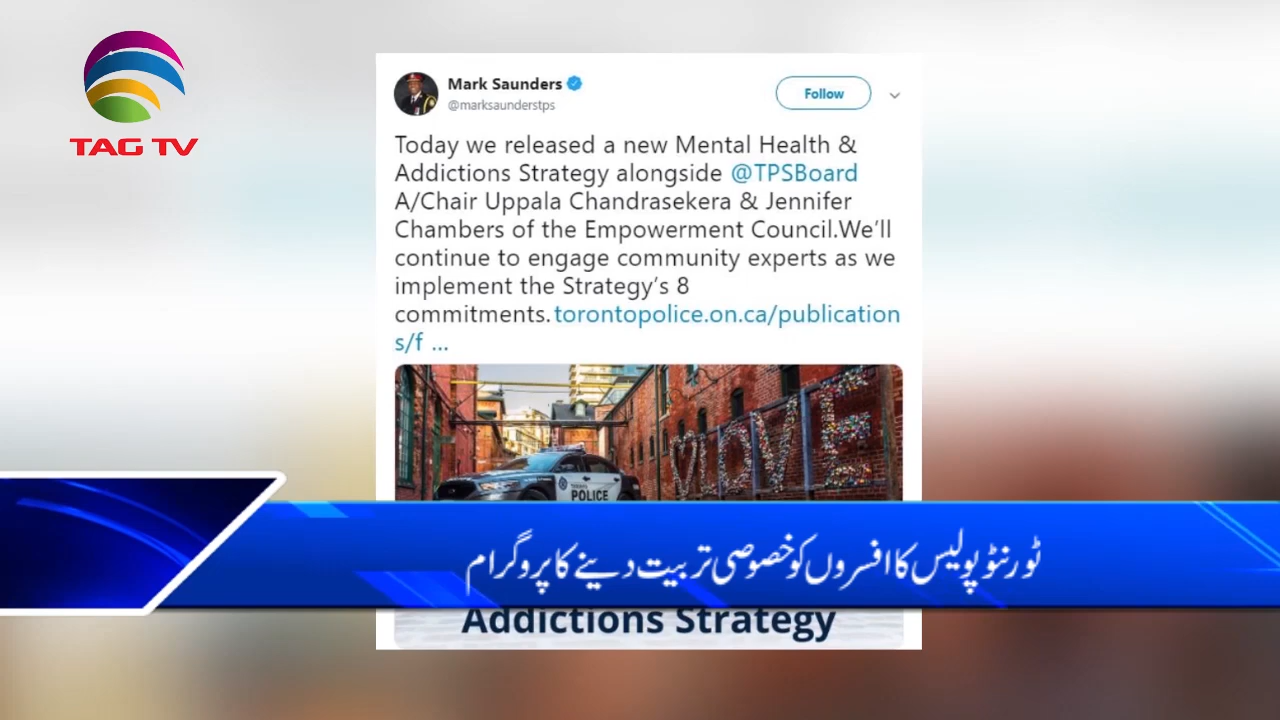 TAG TV
Mark Saunders
@marksaunderstps
Follow
Today we released a new Mental Health &
Addictions Strategy alongside @TPSBoard
A/Chair Uppala Chandrasekera & Jennifer
Chambers of the Empowerment Council.We'll
continue to engage community experts as we
implement the Strategy's 8
commitments. torontopolice.on.ca/publication
s/f ...
LOVE
POLICE
ٹورنٹو پولیس کا افسروں کو خصوصی تربیت دینے کا پروگرام
Addictions Strategy